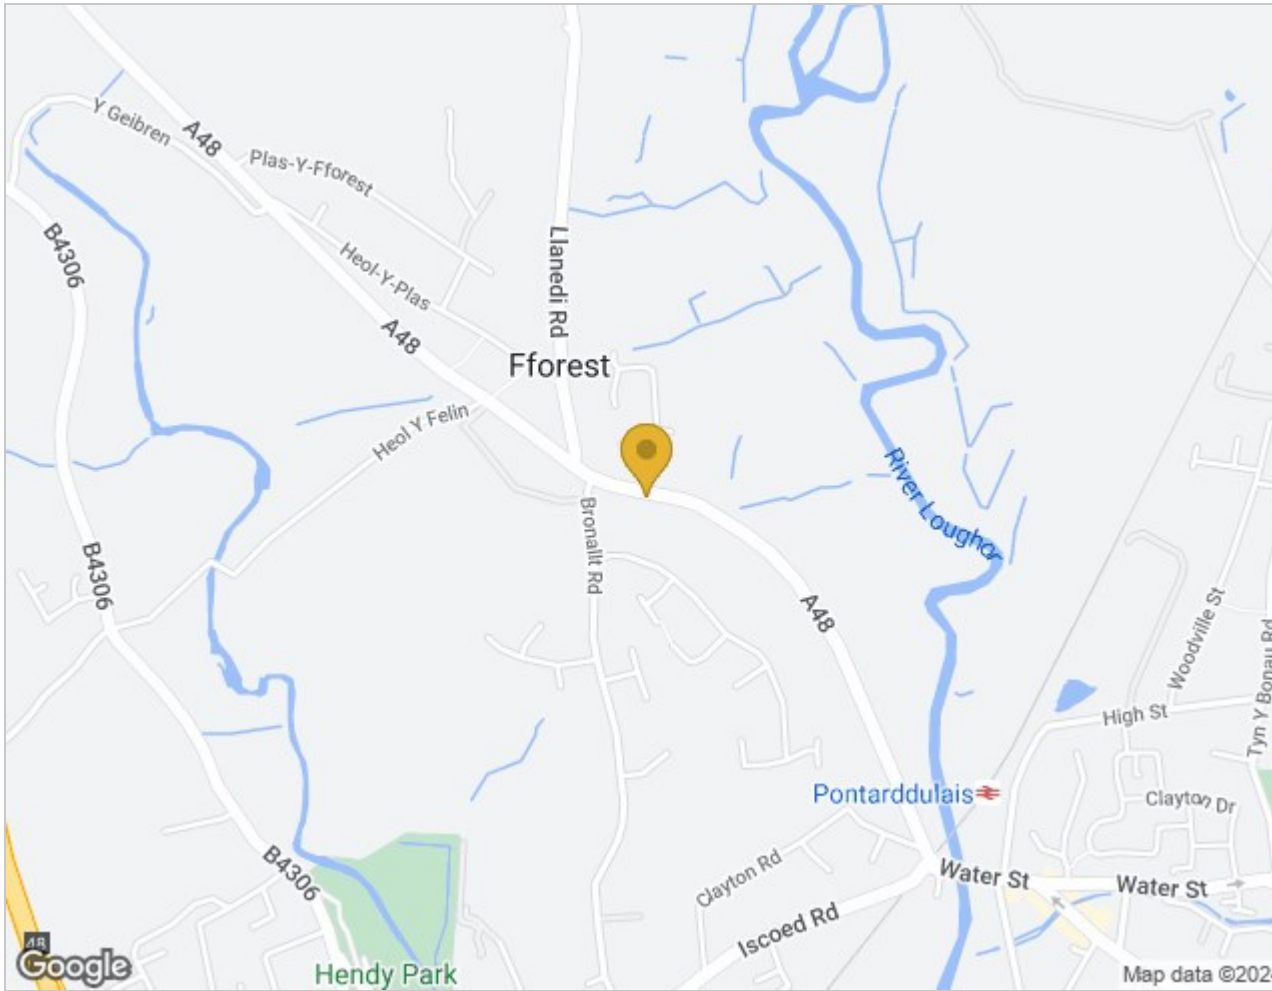 Y Geibren
A48
Plas-Y-Fforest
B4306
Llanedi Rd
Heol-Y-Plas
A48
Fforest
Heol Y Felin
River Loughor
Bronallt Rd
B4306
A48
Woodville St
Tyn Y Bonau Rd
High St
Pontarddulais
Clayton Dr
Clayton Rd
B4306
Water St
Water St
Iscoed Rd
48
Google
Hendy Park
Map data ©2024